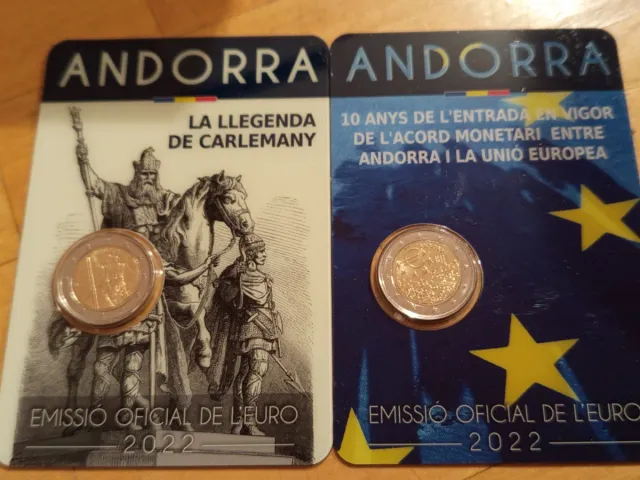 ANDORRA
LA LLEGENDA
DE CARLEMANY
EMISSIÓ OFICIAL DE L'EURO
2022
ANDORRA
10 ANYS DE L'ENTRADA EN VIGOR
DE L'ACORD MONETARI ENTRE
ANDORRA I LA UNIÓ EUROPEA
EMISSIÓ OFICIAL DE L'EURO
2022